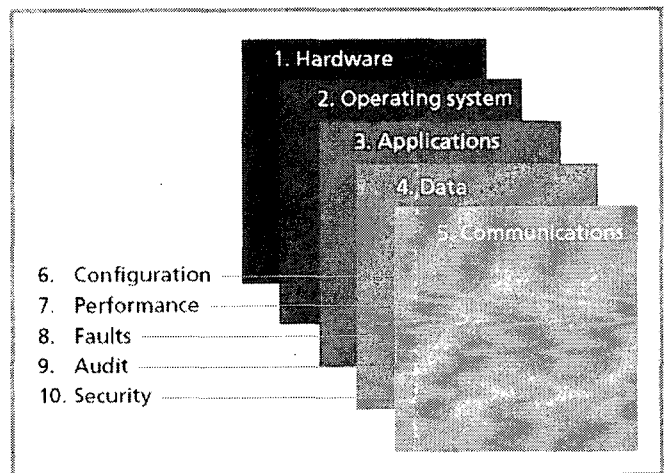 1. Hardware
2. Operating system
3. Applications
4. Data
5. Communications
6. Configuration
7. Performance
8. Faults
9. Audit
10. Security